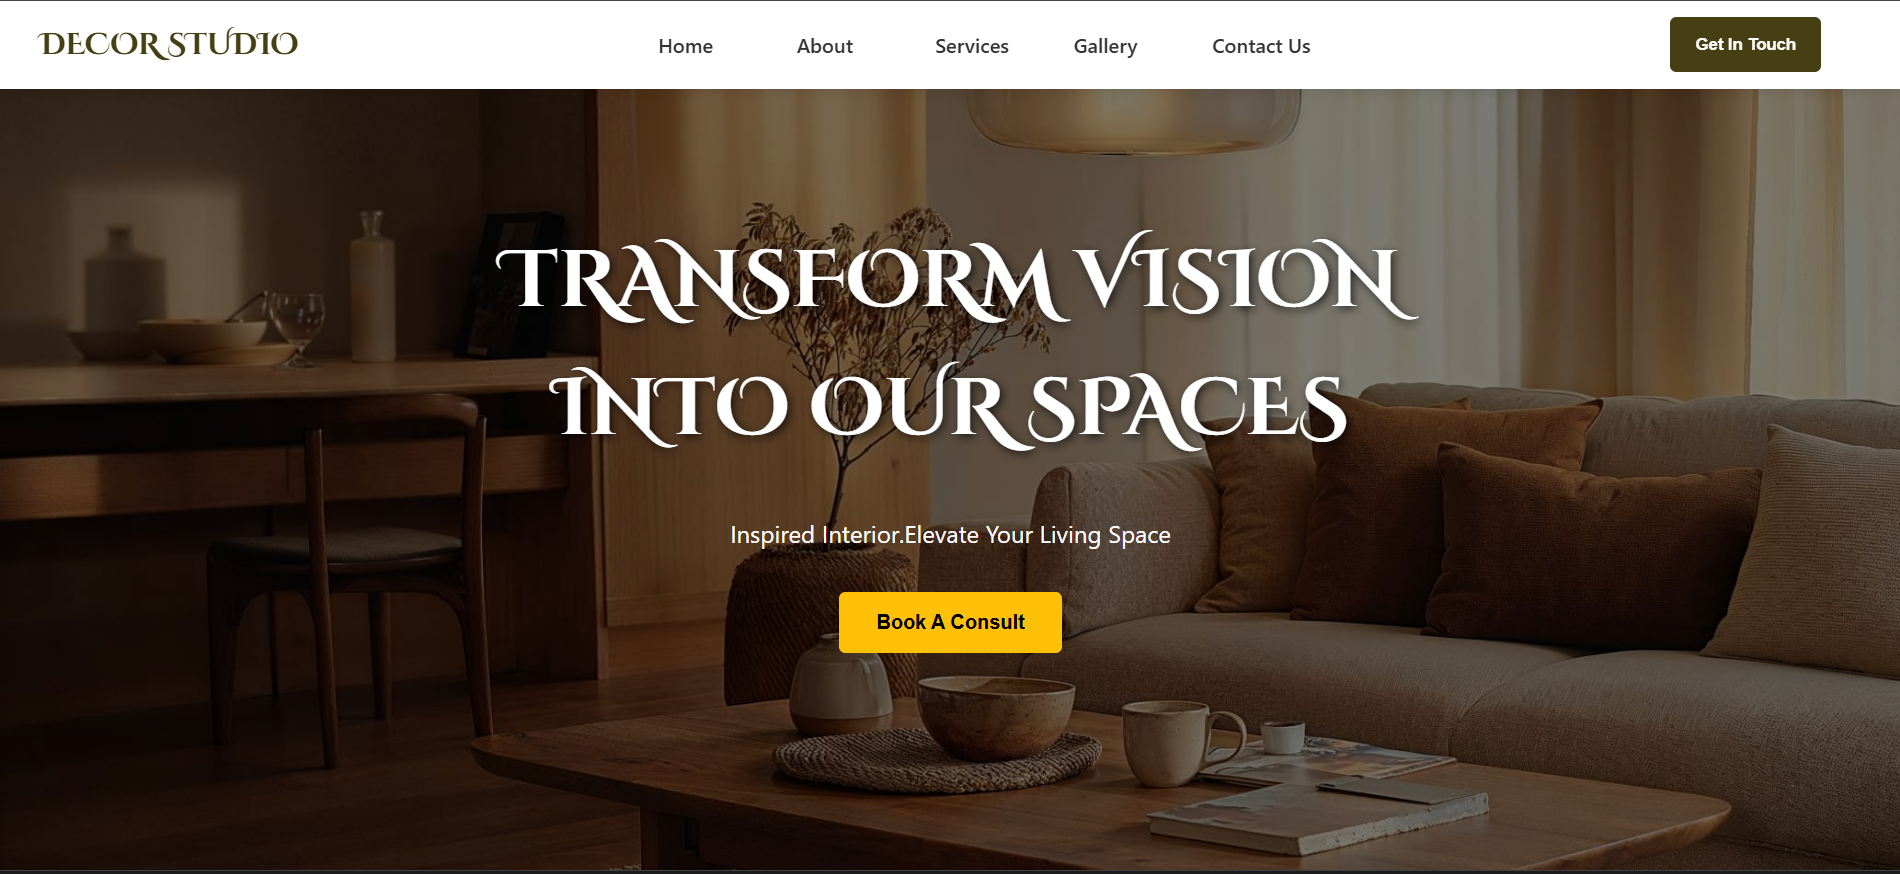 DECOR STUDIO
Home About Services Gallery Contact Us
Get In Touch
TRANSFORM VISION
INTO OUR SPACES
Inspired Interior.Elevate Your Living Space
Book A Consult